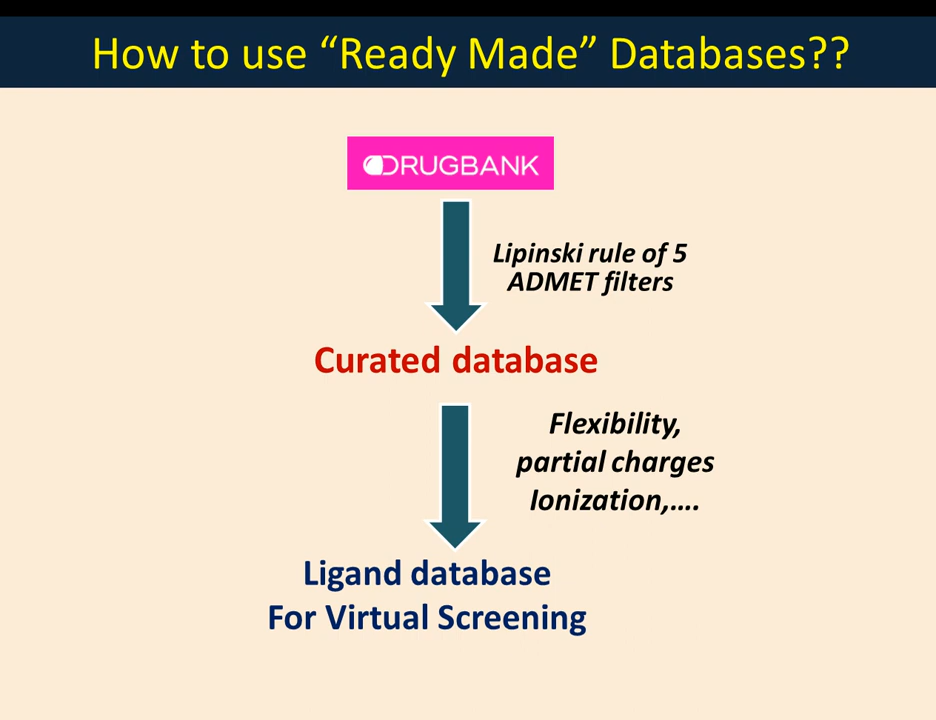 How to use “Ready Made” Databases??
DRUGBANK
Lipinski rule of 5
ADMET filters
Curated database
Flexibility,
partial charges
Ionization,….
Ligand database
For Virtual Screening